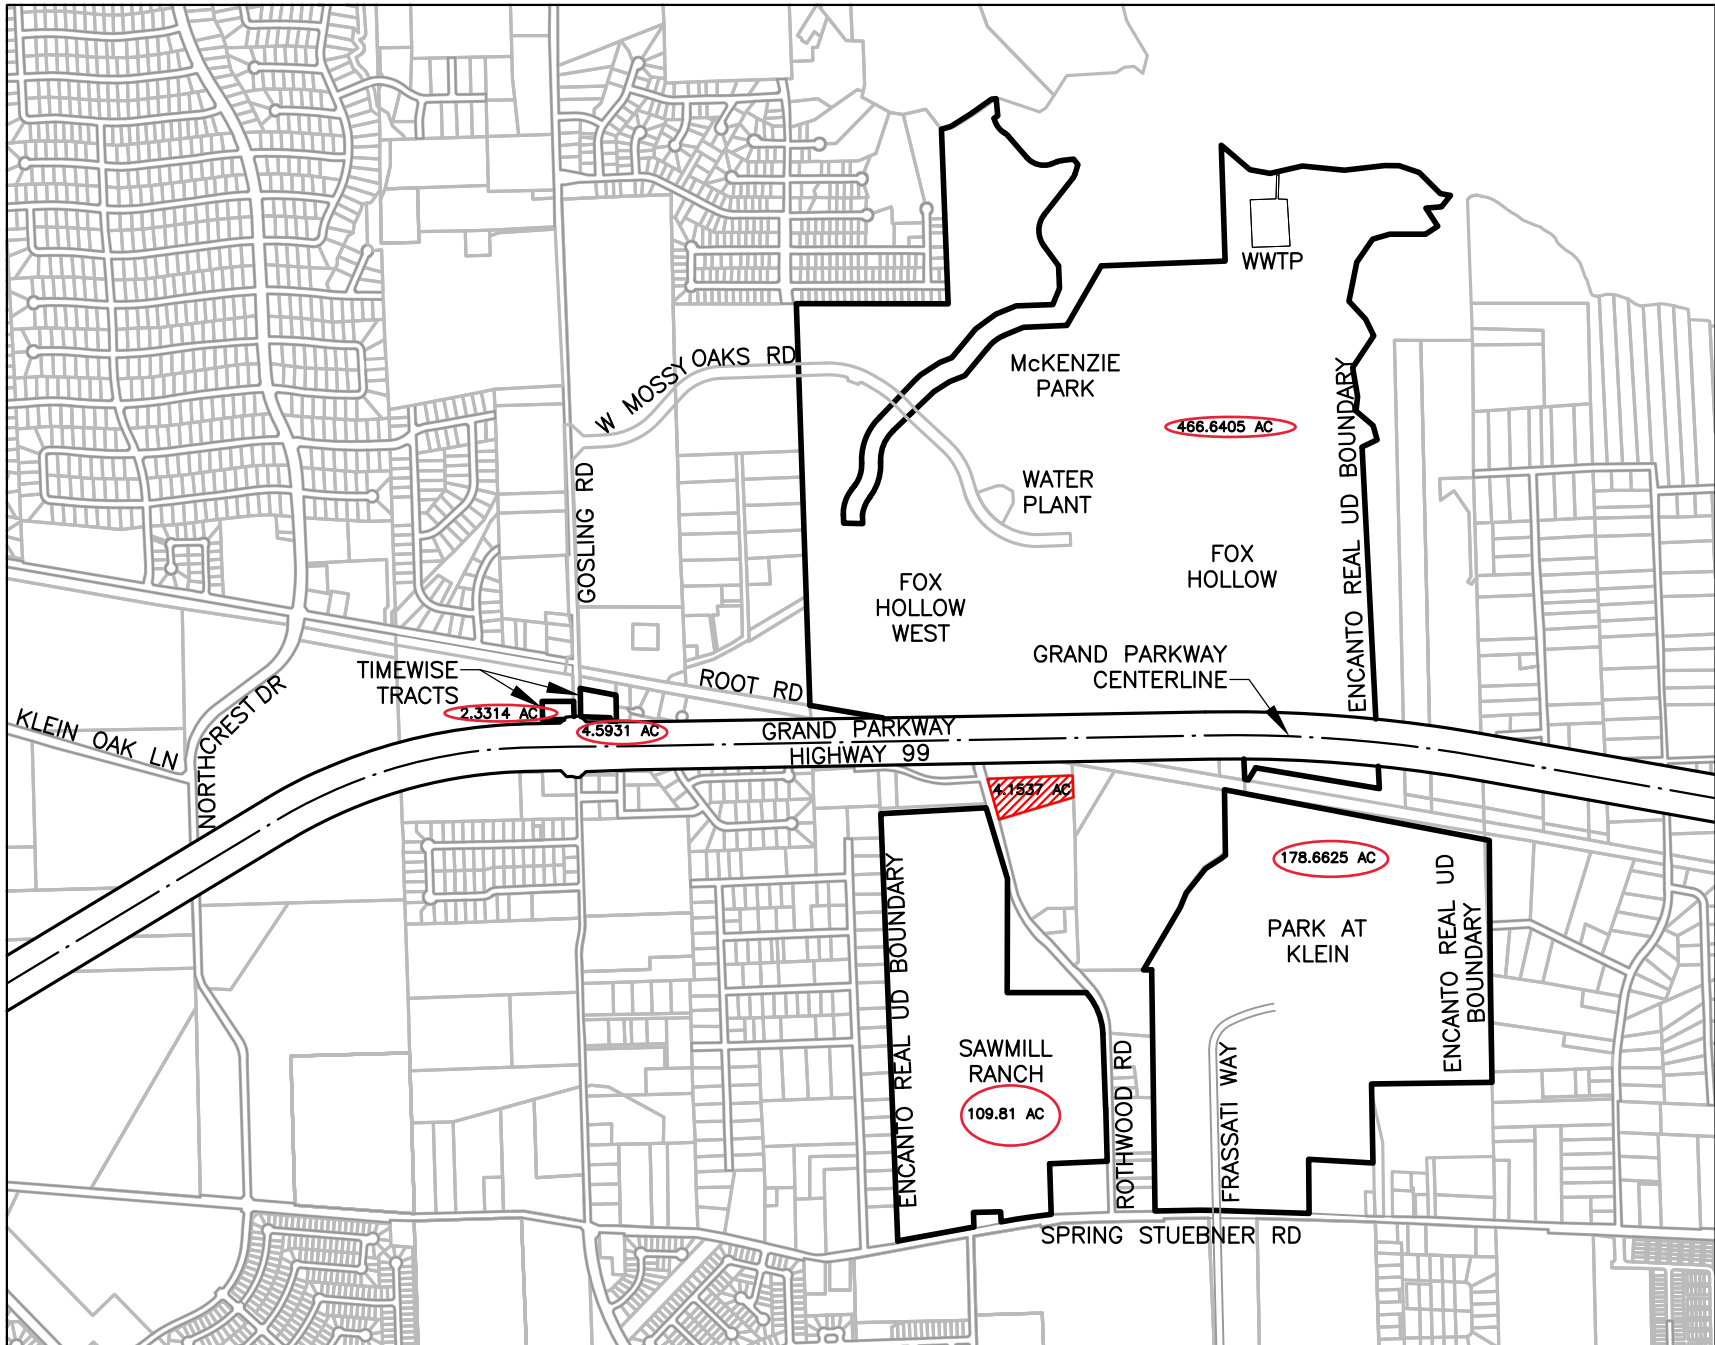 WWTP
McKENZIE
PARK
W MOSSY OAKS RD
466.6405 AC
ENCANTO REAL UD BOUNDARY
WATER
PLANT
GOSLING RD
FOX
HOLLOW
FOX
HOLLOW
WEST
GRAND PARKWAY
CENTERLINE
TIMEWISE
TRACTS
ROOT RD
2.3314 AC
4.5931 AC
KLEIN OAK LN
NORTHCREST DR
GRAND PARKWAY
HIGHWAY 99
4.1537 AC
178.6625 AC
ENCANTO REAL UD BOUNDARY
PARK AT
KLEIN
ENCANTO REAL UD
BOUNDARY
SAWMILL
RANCH
109.81 AC
ROTHWOOD RD
FRASSATI WAY
SPRING STUEBNER RD